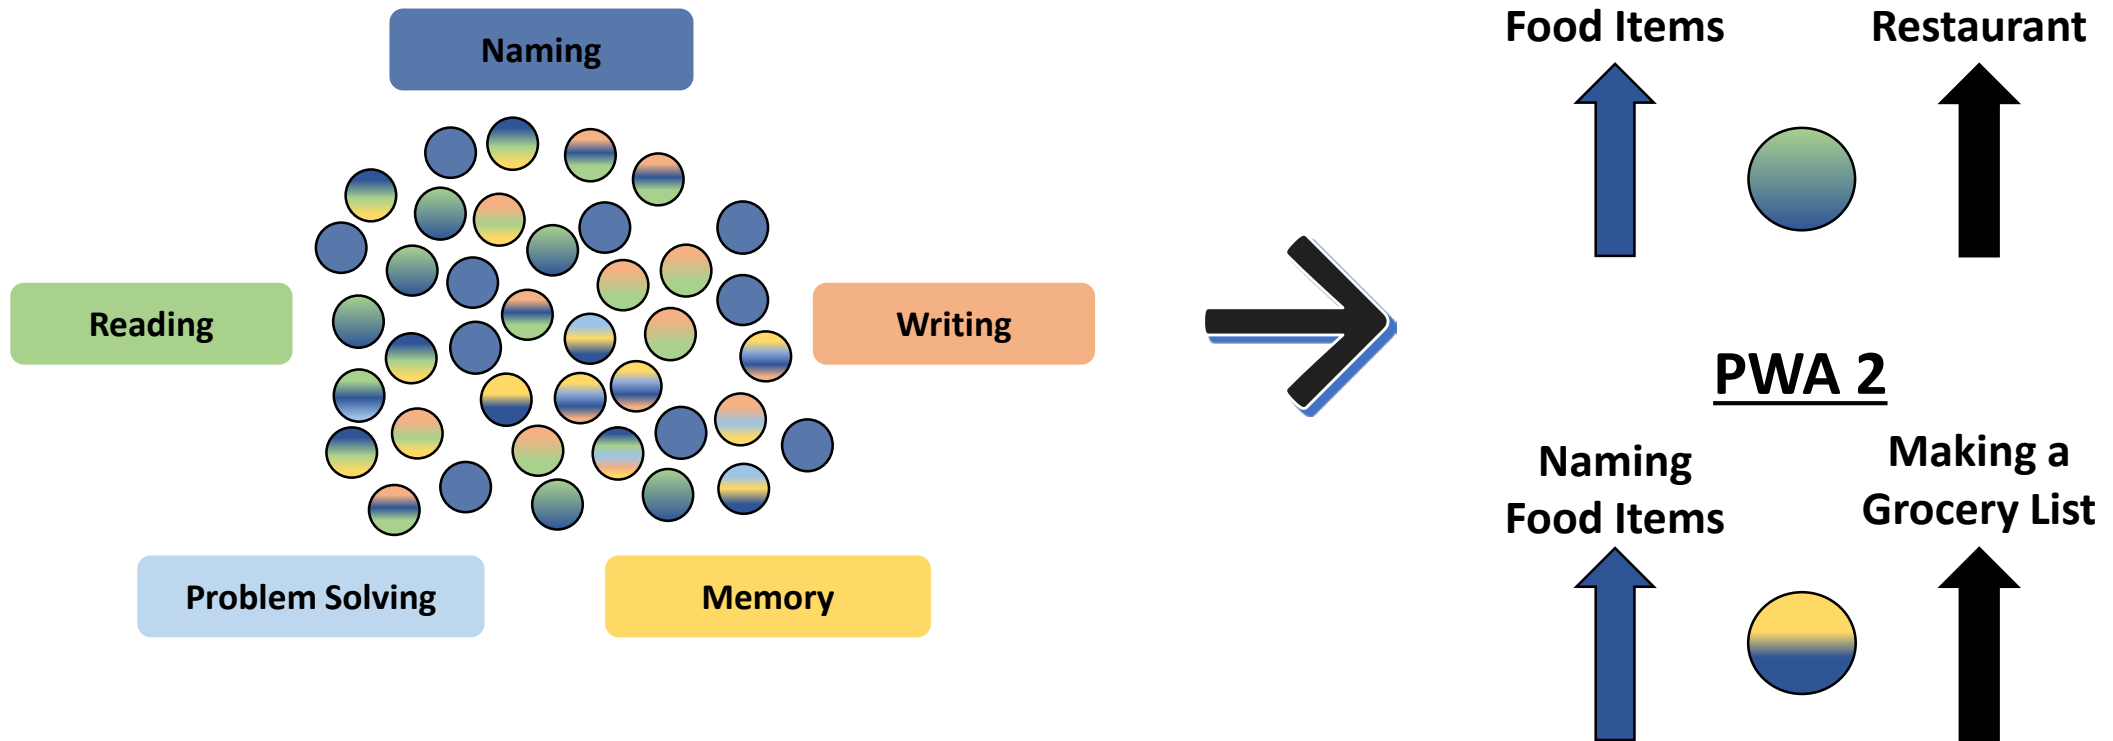 Naming
Reading
Writing
Problem Solving
Memory
Food Items
Restaurant
PWA 2
Naming
Food Items
Making a
Grocery List